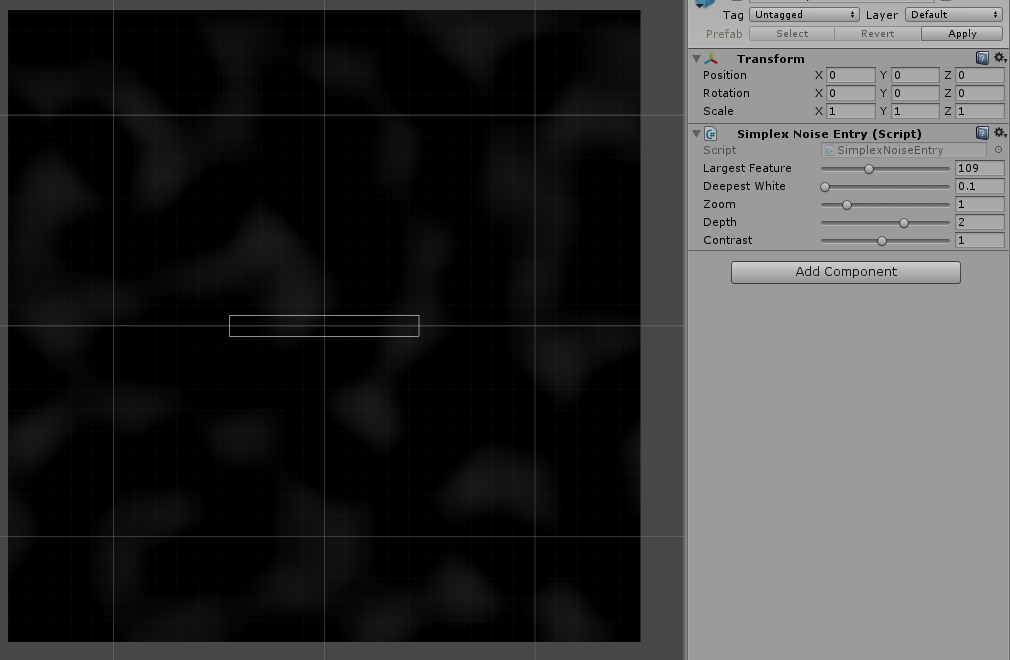 Tag Untagged Layer Default
Prefab Select Revert Apply
Transform
Position X 0 Y 0 Z 0
Rotation X 0 Y 0 Z 0
Scale X 1 Y 1 Z 1
Simplex Noise Entry (Script)
Script SimplexNoiseEntry
Largest Feature 109
Deepest White 0.1
Zoom 1
Depth 2
Contrast 1
Add Component